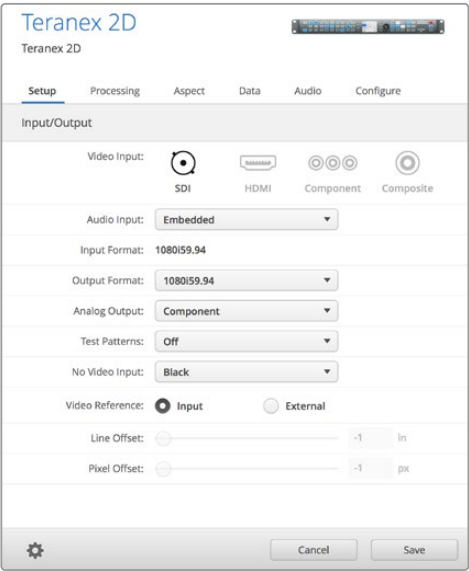 Teranex 2D
Teranex 2D
Setup Processing Aspect Data Audio Configure
Input/Output
Video Input:
SDI HDMI Component Composite
Audio Input: Embedded
Input Format: 1080i59.94
Output Format: 1080i59.94
Analog Output: Component
Test Patterns: Off
No Video Input: Black
Video Reference: Input External
Line Offset: -1 ln
Pixel Offset: -1 px
Cancel Save